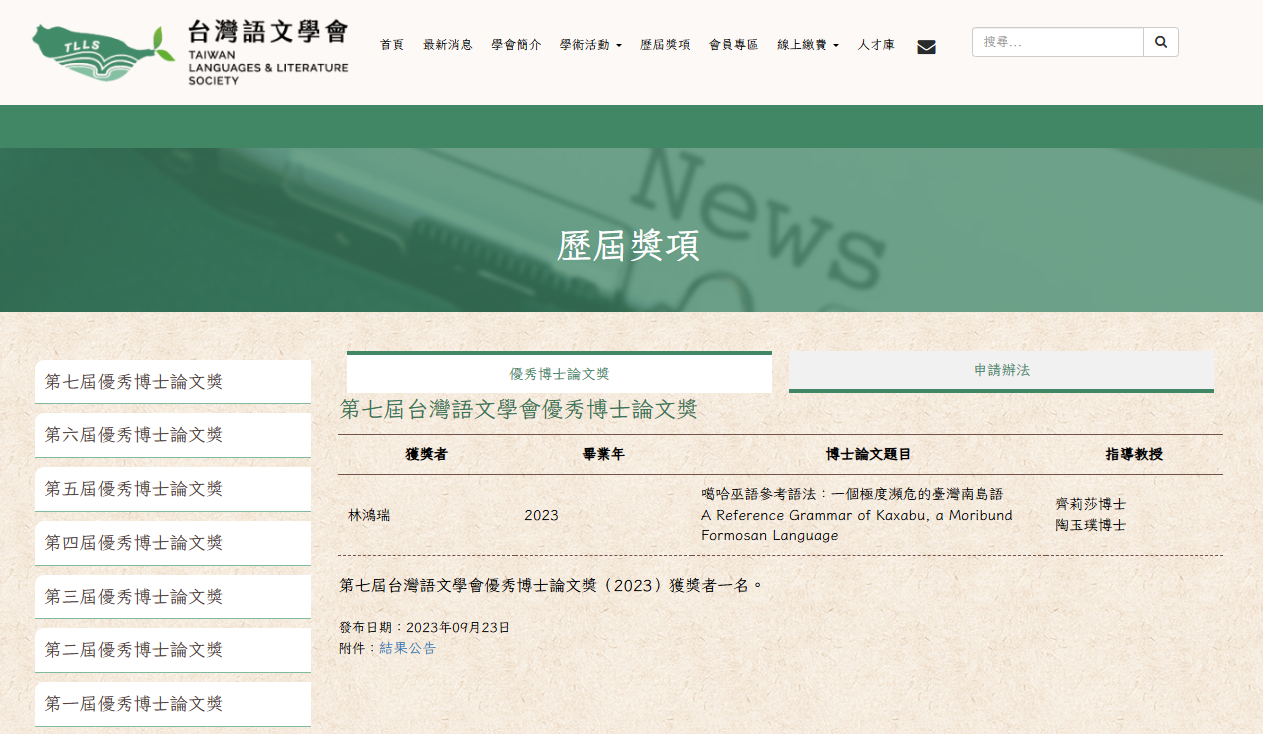 TLLS
台灣語文學會
TAIWAN
LANGUAGES & LITERATURE
SOCIETY
首頁 最新消息 學會簡介 學術活動 歷屆獎項 會員專區 線上繳費 人才庫
搜尋...
News
歷屆獎項
第七屆優秀博士論文獎
第六屆優秀博士論文獎
第五屆優秀博士論文獎
第四屆優秀博士論文獎
第三屆優秀博士論文獎
第二屆優秀博士論文獎
第一屆優秀博士論文獎
優秀博士論文獎 申請辦法
第七屆台灣語文學會優秀博士論文獎
獲獎者 畢業年 博士論文題目 指導教授
林鴻瑞 2023
噶哈巫語參考語法：一個極度瀕危的臺灣南島語
A Reference Grammar of Kaxabu, a Moribund
Formosan Language
齊莉莎博士
陶玉璞博士
第七屆台灣語文學會優秀博士論文獎（2023）獲獎者一名。
發布日期：2023年09月23日
附件：結果公告